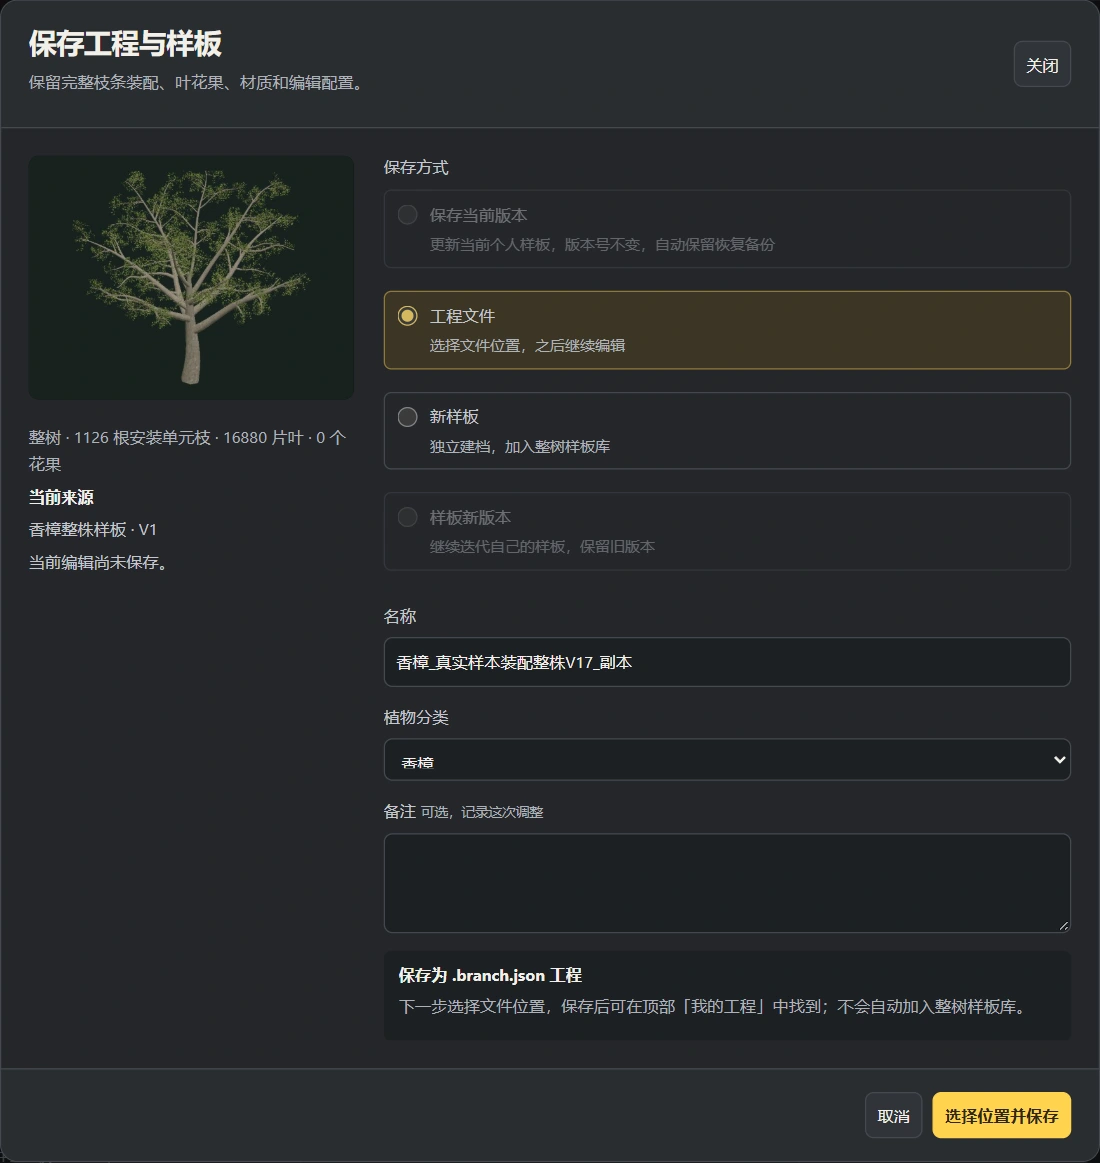 保存工程与样板
保留完整枝条装配、叶花果、材质和编辑配置。
关闭
整树 · 1126 根安装单元枝 · 16880 片叶 · 0 个
花果
当前来源
香樟整株样板 · V1
当前编辑尚未保存。
保存方式
保存当前版本
更新当前个人样板，版本号不变，自动保留恢复备份
工程文件
选择文件位置，之后继续编辑
新样板
独立建档，加入整树样板库
样板新版本
继续迭代自己的样板，保留旧版本
名称
香樟_真实样本装配整株V17_副本
植物分类
香樟
备注 可选，记录这次调整
保存为 .branch.json 工程
下一步选择文件位置，保存后可在顶部「我的工程」中找到；不会自动加入整树样板库。
取消
选择位置并保存